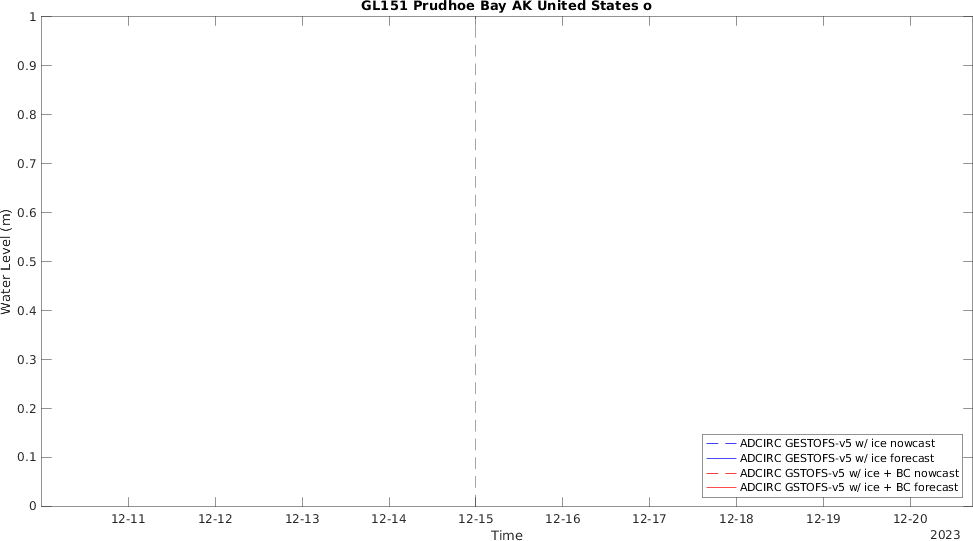 GL151 Prudhoe Bay AK United States o
1
0.9
0.8
0.7
0.6
0.5
0.4
0.3
0.2
0.1
0
Water Level (m)
ADCIRC GESTOFS-v5 w/ ice nowcast
ADCIRC GESTOFS-v5 w/ ice forecast
ADCIRC GSTOFS-v5 w/ ice + BC nowcast
ADCIRC GSTOFS-v5 w/ ice + BC forecast
12-11 12-12 12-13 12-14 12-15 12-16 12-17 12-18 12-19 12-20
Time
2023